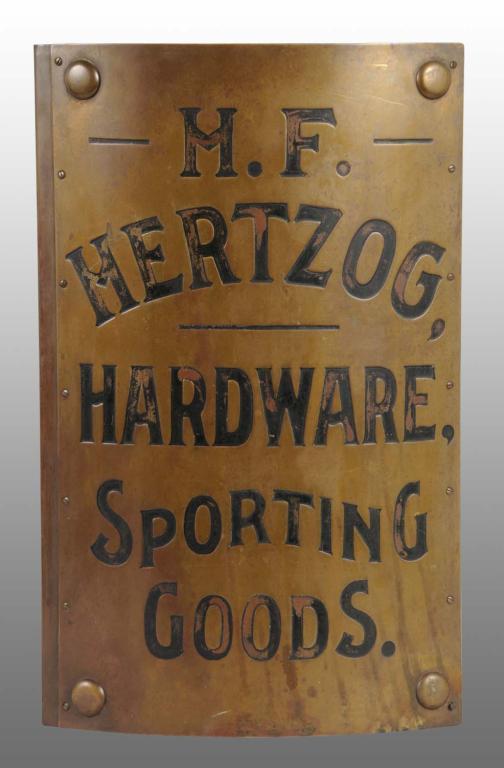 H. F.
HERTZOG,
HARDWARE,
SPORTING
GOODS.